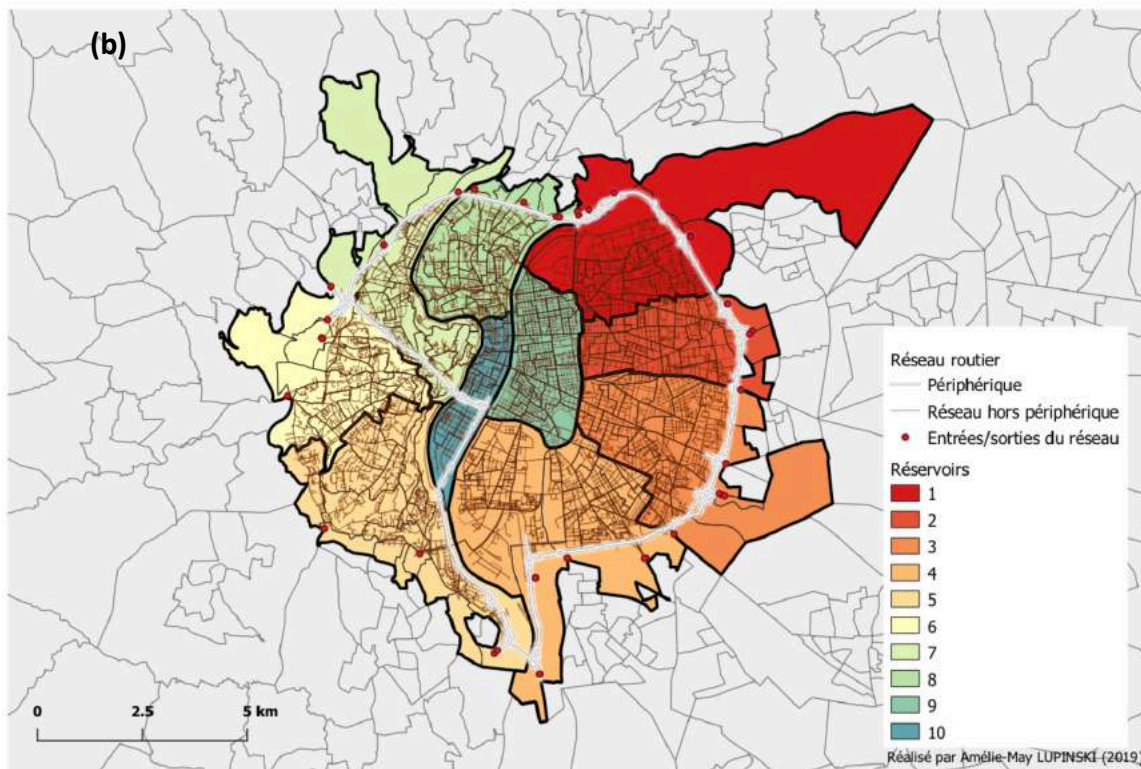 (b)
Réseau routier
Périphérique
Réseau hors périphérique
Entrées/sorties du réseau
Réservoirs
1
2
3
4
5
6
7
8
9
10
0 2.5 5 km
Réalisé par Amélie-May LUPINSKI (2019)